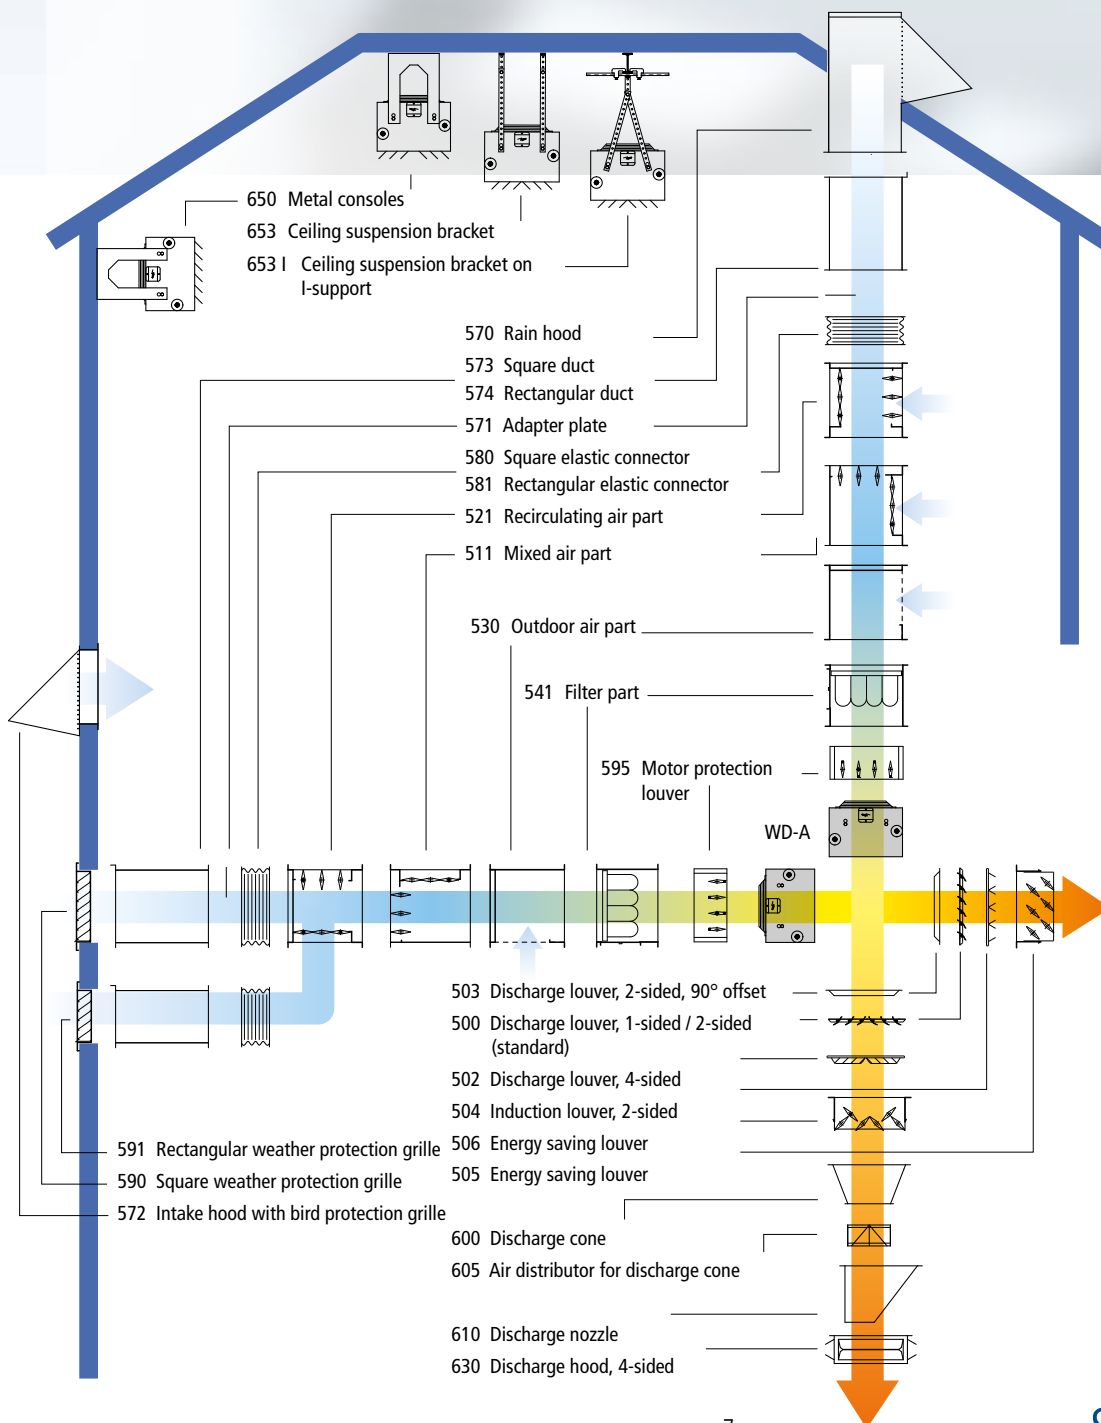 650 Metal consoles
653 Ceiling suspension bracket
653 I Ceiling suspension bracket on
I-support
570 Rain hood
573 Square duct
574 Rectangular duct
571 Adapter plate
580 Square elastic connector
581 Rectangular elastic connector
521 Recirculating air part
511 Mixed air part
530 Outdoor air part
541 Filter part
595 Motor protection
louver
WD-A
503 Discharge louver, 2-sided, 90° offset
500 Discharge louver, 1-sided / 2-sided
(standard)
502 Discharge louver, 4-sided
504 Induction louver, 2-sided
506 Energy saving louver
505 Energy saving louver
591 Rectangular weather protection grille
590 Square weather protection grille
572 Intake hood with bird protection grille
600 Discharge cone
605 Air distributor for discharge cone
610 Discharge nozzle
630 Discharge hood, 4-sided